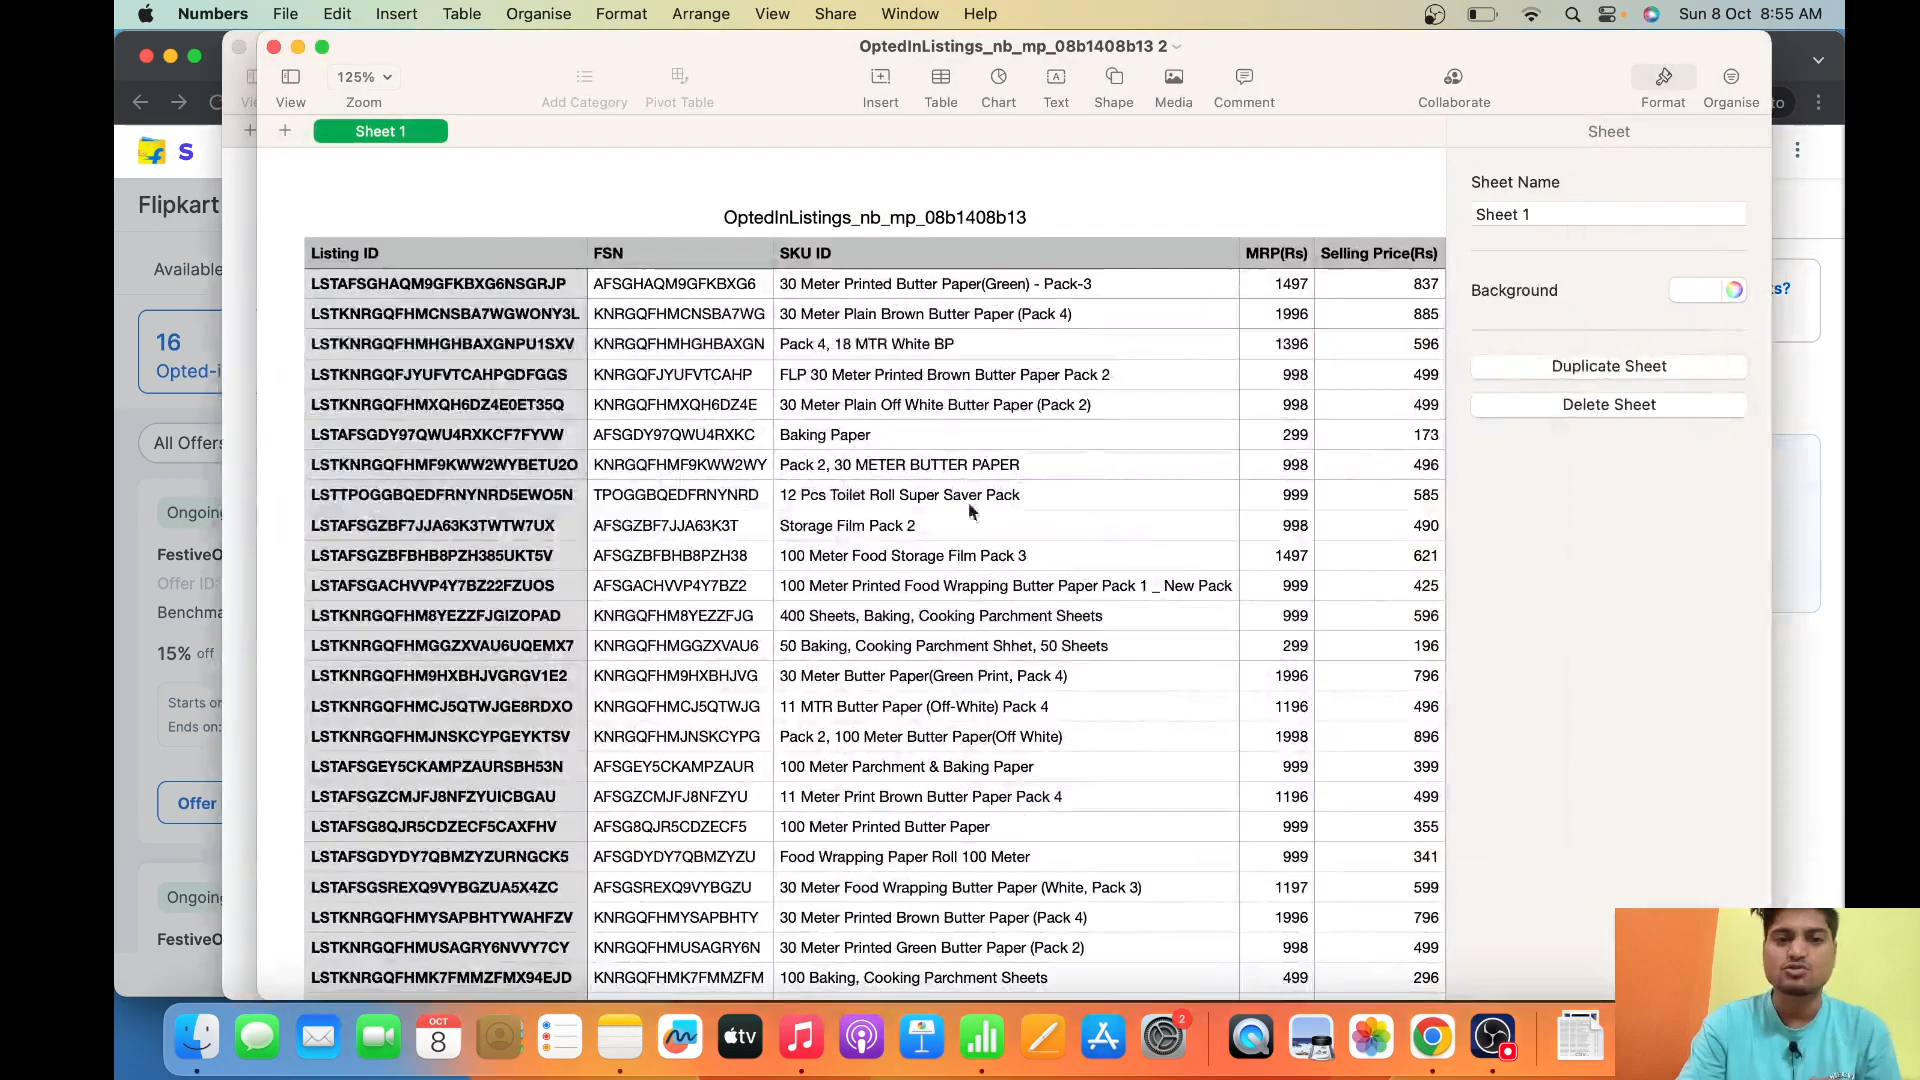 Numbers File Edit Insert Table Organise Format Arrange View Share Window Help Sun 8 Oct 8:55 AM
OptedInListings_nb_mp_08b1408b13 2
125%
View Zoom Add Category Pivot Table Insert Table Chart Text Shape Media Comment Collaborate Format Organise
+ + Sheet 1 Sheet
S
Sheet Name
Sheet 1
Flipkart
OptedInListings_nb_mp_08b1408b13
Listing ID FSN SKU ID MRP(Rs) Selling Price(Rs)
LSTAFSGHAQM9GFKBXG6NSGRJP AFSGHAQM9GFKBXG6 30 Meter Printed Butter Paper(Green) - Pack-3 1497 837
LSTKNRGQFHMCNSBA7WGWONY3L KNRGQFHMCNSBA7WG 30 Meter Plain Brown Butter Paper (Pack 4) 1996 885
LSTKNRGQFHMHGHBAXGNPU1SXV KNRGQFHMHGHBAXGN Pack 4, 18 MTR White BP 1396 596
LSTKNRGQFJYUFVTCAHPGDFGGS KNRGQFJYUFVTCAHP FLP 30 Meter Printed Brown Butter Paper Pack 2 998 499
LSTKNRGQFHMXQH6DZ4E0ET35Q KNRGQFHMXQH6DZ4E 30 Meter Plain Off White Butter Paper (Pack 2) 998 499
LSTAFSGDY97QWU4RXKCF7FYVW AFSGDY97QWU4RXKC Baking Paper 299 173
LSTKNRGQFHMF9KWW2WYBETU2O KNRGQFHMF9KWW2WY Pack 2, 30 METER BUTTER PAPER 998 496
LSTTPOGGBQEDFRNYNRD5EWO5N TPOGGBQEDFRNYNRD 12 Pcs Toilet Roll Super Saver Pack 999 585
LSTAFSGZBF7JJA63K3TWTW7UX AFSGZBF7JJA63K3T Storage Film Pack 2 998 490
LSTAFSGZBFBHB8PZH385UKT5V AFSGZBFBHB8PZH38 100 Meter Food Storage Film Pack 3 1497 621
LSTAFSGACHVVP4Y7BZ22FZUOS AFSGACHVVP4Y7BZ2 100 Meter Printed Food Wrapping Butter Paper Pack 1 _ New Pack 999 425
LSTKNRGQFHM8YEZZFJGIZOPAD KNRGQFHM8YEZZFJG 400 Sheets, Baking, Cooking Parchment Sheets 999 596
LSTKNRGQFHMGGZXVAU6UQEMX7 KNRGQFHMGGZXVAU6 50 Baking, Cooking Parchment Shhet, 50 Sheets 299 196
LSTKNRGQFHM9HXBHJVGRGV1E2 KNRGQFHM9HXBHJVG 30 Meter Butter Paper(Green Print, Pack 4) 1996 796
LSTKNRGQFHMCJ5QTWJGE8RDXO KNRGQFHMCJ5QTWJG 11 MTR Butter Paper (Off-White) Pack 4 1196 496
LSTKNRGQFHMJNSKCYPGEYKTSV KNRGQFHMJNSKCYPG Pack 2, 100 Meter Butter Paper(Off White) 1998 896
LSTAFSGEY5CKAMPZAURSBH53N AFSGEY5CKAMPZAUR 100 Meter Parchment & Baking Paper 999 399
LSTAFSGZCMJFJ8NFZYUICBGAU AFSGZCMJFJ8NFZYU 11 Meter Print Brown Butter Paper Pack 4 1196 499
LSTAFSG8QJR5CDZECF5CAXFHV AFSG8QJR5CDZECF5 100 Meter Printed Butter Paper 999 355
LSTAFSGDYDY7QBMZYZURNGCK5 AFSGDYDY7QBMZYZU Food Wrapping Paper Roll 100 Meter 999 341
LSTAFSGSREXQ9VYBGZUA5X4ZC AFSGSREXQ9VYBGZU 30 Meter Food Wrapping Butter Paper (White, Pack 3) 1197 599
LSTKNRGQFHMYSAPBHTYWAHFZV KNRGQFHMYSAPBHTY 30 Meter Printed Brown Butter Paper (Pack 4) 1996 796
LSTKNRGQFHMUSAGRY6NVVY7CY KNRGQFHMUSAGRY6N 30 Meter Printed Green Butter Paper (Pack 2) 998 499
LSTKNRGQFHMK7FMMZFMX94EJD KNRGQFHMK7FMMZFM 100 Baking, Cooking Parchment Sheets 499 296
Background
Duplicate Sheet
Delete Sheet
Available
16
Opted-i
All Offers
Ongoing
FestiveO
Offer ID:
Benchma
15% off
Starts on
Ends on:
Offer
Ongoing
FestiveO
to
s?
OCT
8
tv
2